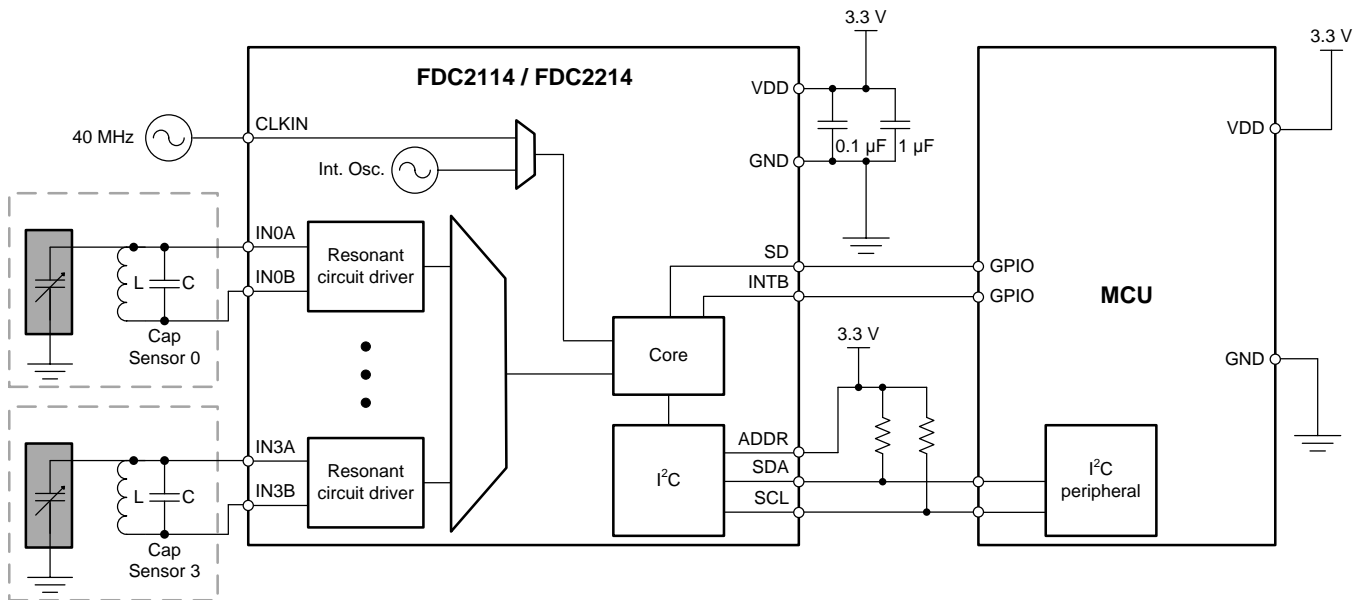 3.3 V
3.3 V
FDC2114 / FDC2214
VDD
40 MHz
CLKIN
0.1 µF
1 µF
VDD
Int. Osc.
GND
IN0A
Resonant
circuit driver
IN0B
L
C
Cap
Sensor 0
SD
GPIO
INTB
GPIO
MCU
Core
3.3 V
GND
IN3A
Resonant
circuit driver
IN3B
L
C
Cap
Sensor 3
ADDR
SDA
SCL
I²C
I²C
peripheral